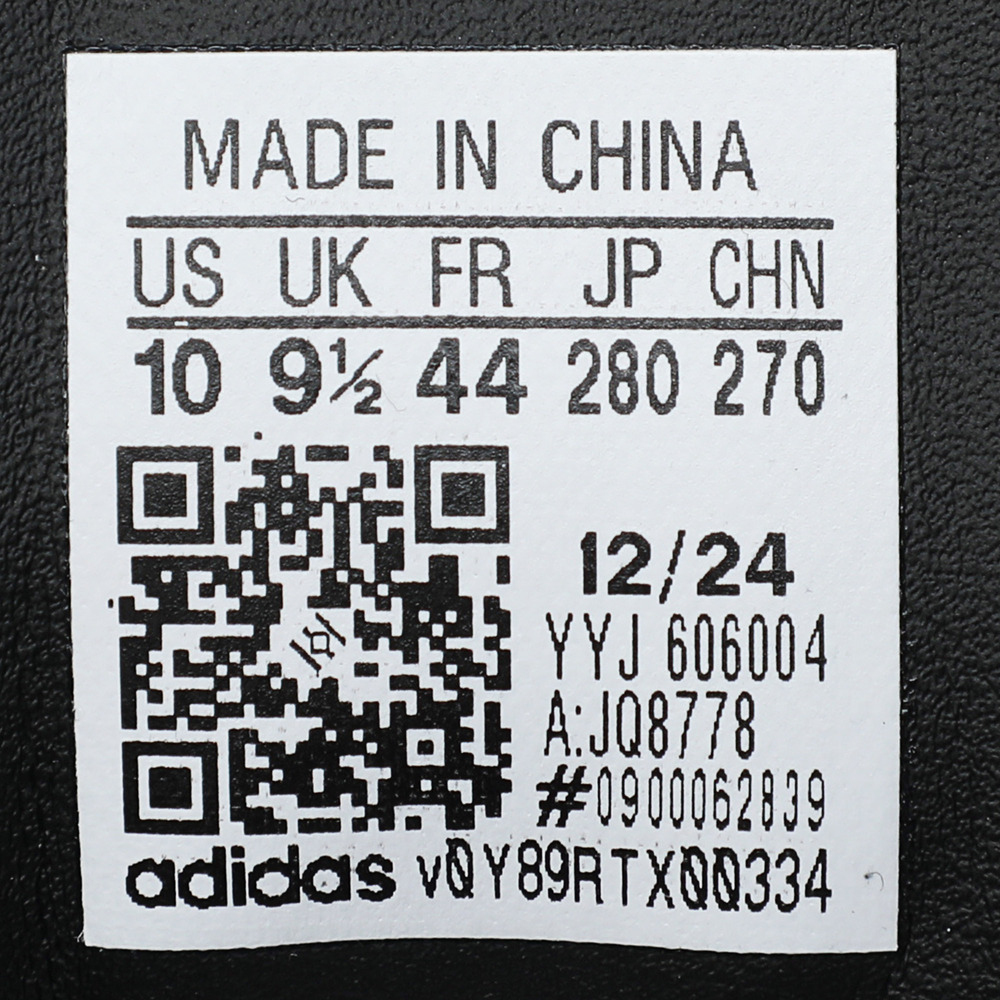 MADE IN CHINA
US UK FR JP CHN
10 9½ 44 280 270
12/24
YYJ 606004
A:JQ8778
#0900062839
adidas vQY89RTX00334